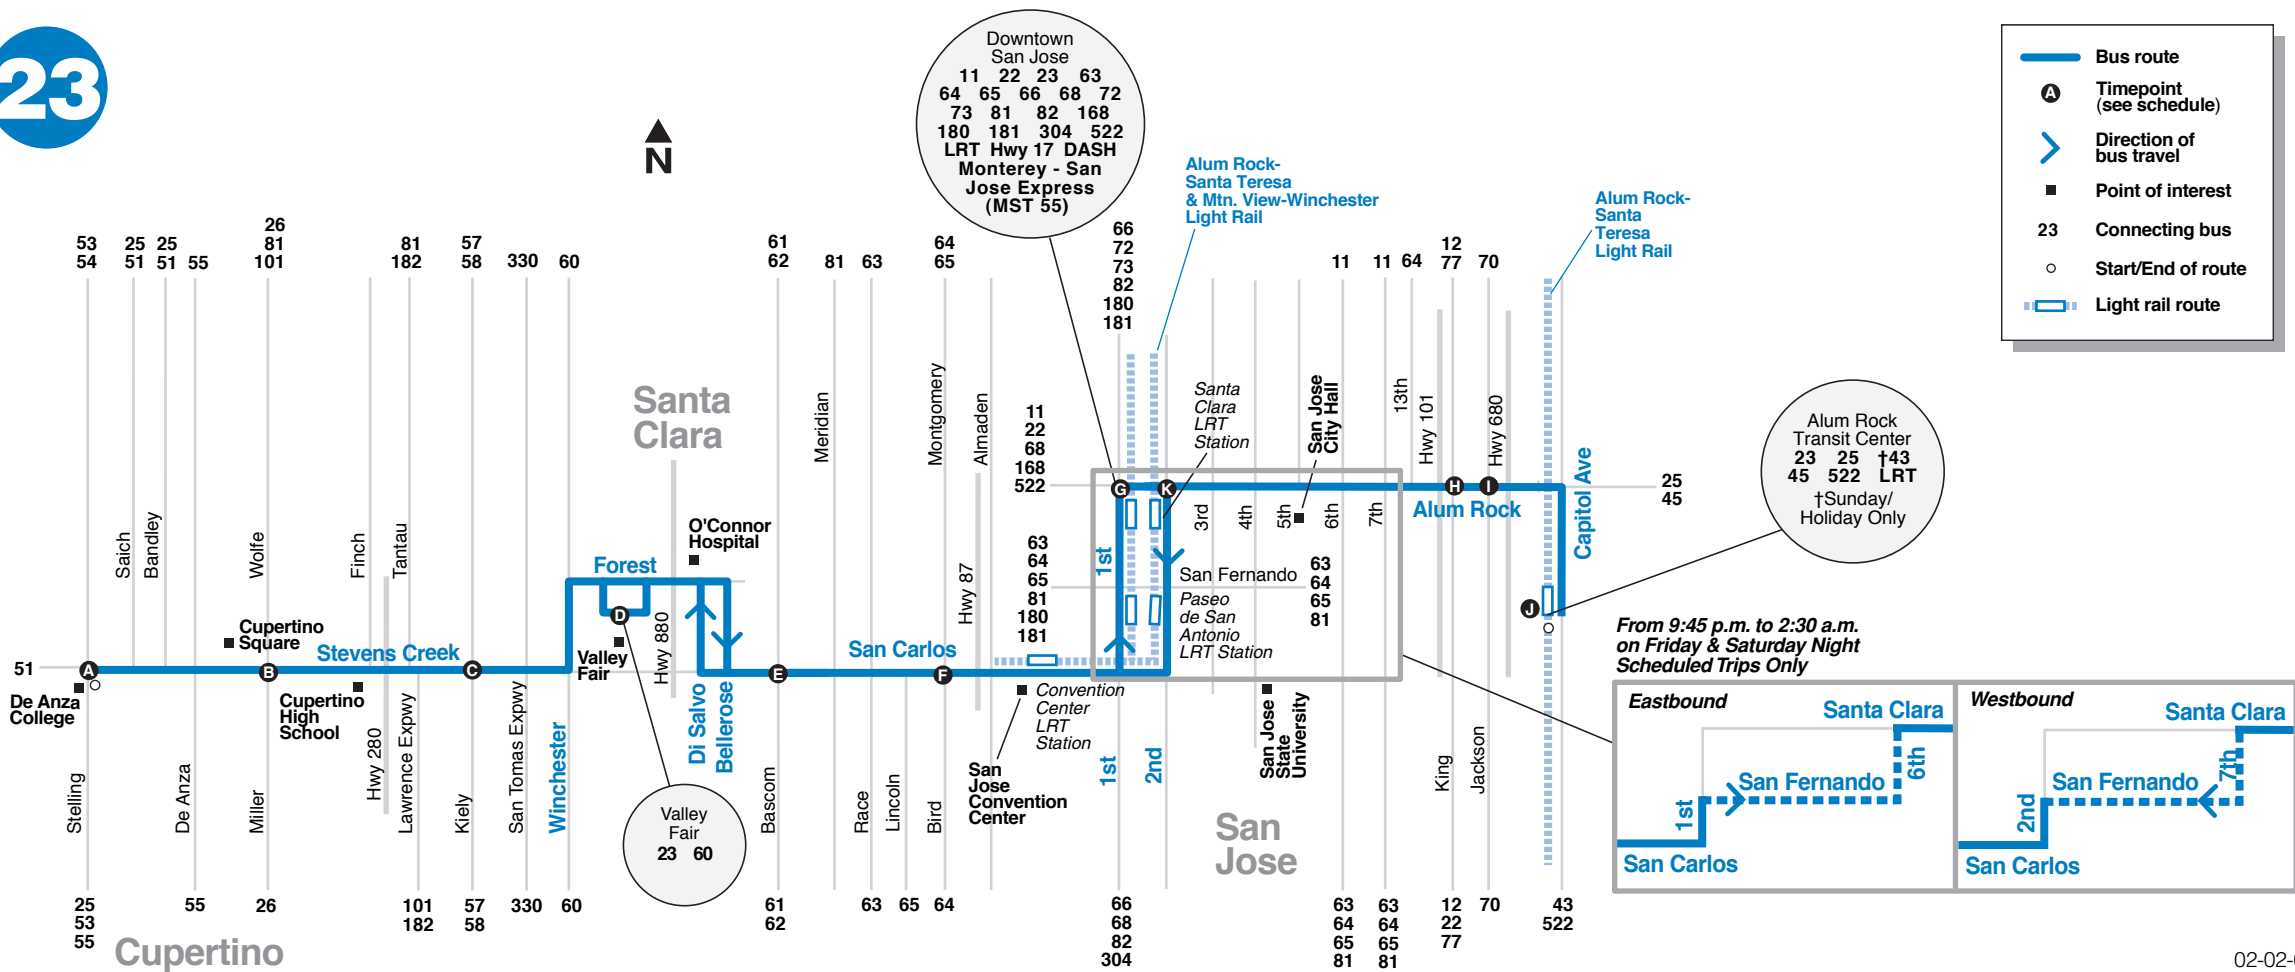 23
Downtown
San Jose
11 22 23 63
64 65 66 68 72
73 81 82 168
180 181 304 522
LRT Hwy 17 DASH
Monterey - San
Jose Express
(MST 55)
Bus route
A
Timepoint
(see schedule)
Direction of
bus travel
Point of interest
23
Connecting bus
Start/End of route
Light rail route
N
Alum Rock-
Santa Teresa
& Mtn. View-Winchester
Light Rail
Alum Rock-
Santa
Teresa
Light Rail
53
54
25
51
25
51
55
26
81
101
81
182
57
58
330
60
61
62
81
63
64
65
66
72
73
82
180
181
11
11
64
12
77
70
Santa
Clara
Saich
Bandley
Wolfe
Finch
Tantau
Meridian
Montgomery
Almaden
Hwy 87
11
22
68
168
522
63
64
65
81
180
181
Santa
Clara
LRT
Station
San Jose
City Hall
13th
Hwy 101
Hwy 680
Capitol Ave
25
45
G
K
H
I
J
Alum Rock
3rd
4th
5th
6th
7th
1st
San Fernando
63
64
65
81
Paseo
de San
Antonio
LRT Station
Alum Rock
Transit Center
23 25 †43
45 522 LRT
†Sunday/
Holiday Only
O'Connor
Hospital
Forest
D
Valley
Fair
Hwy 880
Cupertino
Square
Stevens Creek
San Carlos
51
A
B
C
E
F
De Anza
College
Cupertino
High
School
Di Salvo
Bellerose
Convention
Center
LRT
Station
San
Jose
Convention
Center
1st
2nd
San Jose
State
University
Stelling
De Anza
Miller
Hwy 280
Lawrence Expwy
Kiely
San Tomas Expwy
Winchester
Valley
Fair
23 60
Bascom
Race
Lincoln
Bird
San
Jose
King
Jackson
From 9:45 p.m. to 2:30 a.m.
on Friday & Saturday Night
Scheduled Trips Only
Eastbound
Santa Clara
6th
San Fernando
1st
San Carlos
Westbound
Santa Clara
7th
San Fernando
2nd
San Carlos
25
53
55
55
26
101
182
57
58
330
60
61
62
63
65
64
66
68
82
304
63
64
65
81
63
64
65
81
12
22
77
70
43
522
Cupertino